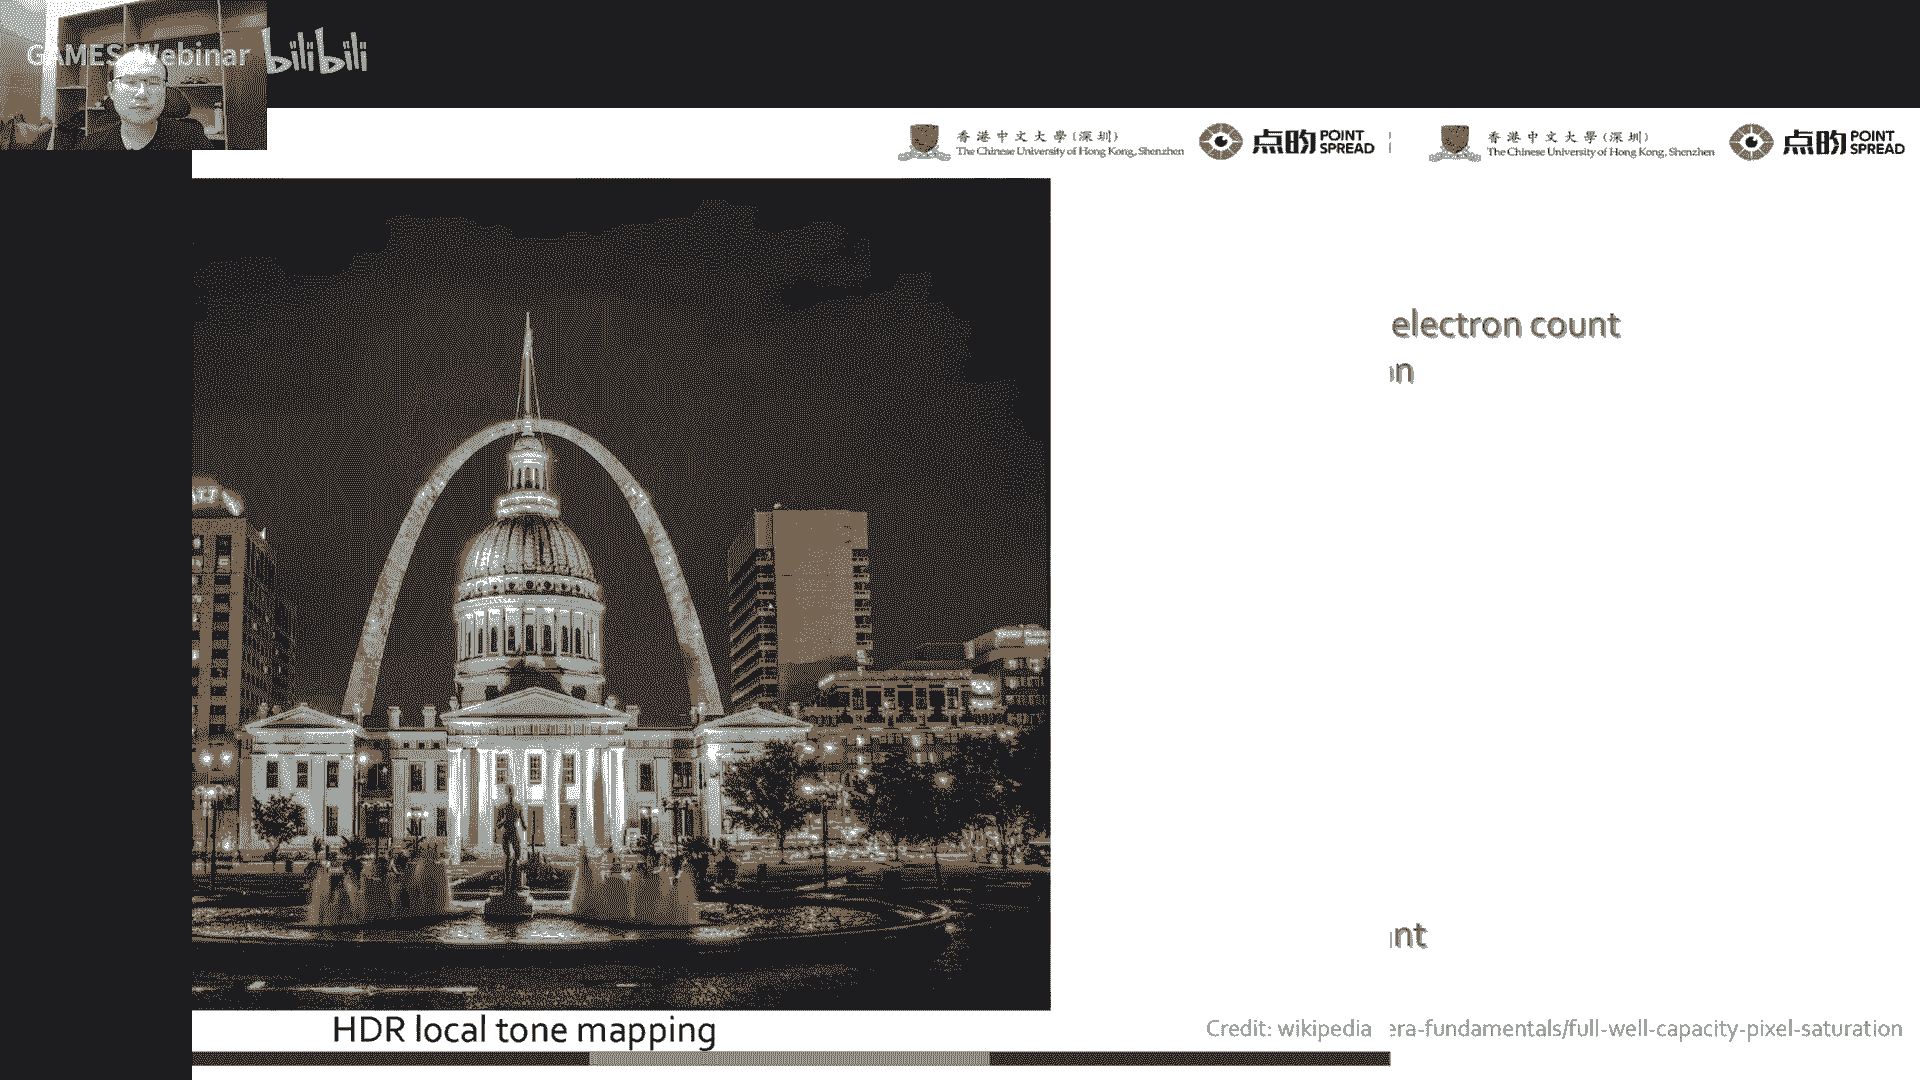 GAMES Webinar bilibili
香港中文大學(深圳)
The Chinese University of Hong Kong, Shenzhen
点昀 POINT SPREAD
香港中文大學(深圳)
The Chinese University of Hong Kong, Shenzhen
点昀 POINT SPREAD
electron count
nt
HDR local tone mapping
Credit: wikipedia
era-fundamentals/full-well-capacity-pixel-saturation